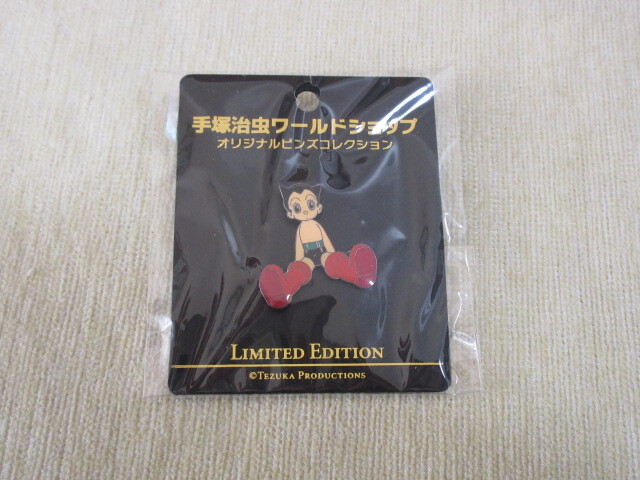 手塚治虫ワールドショップ
オリジナルピンズコレクション
LIMITED EDITION
©TEZUKA PRODUCTIONS